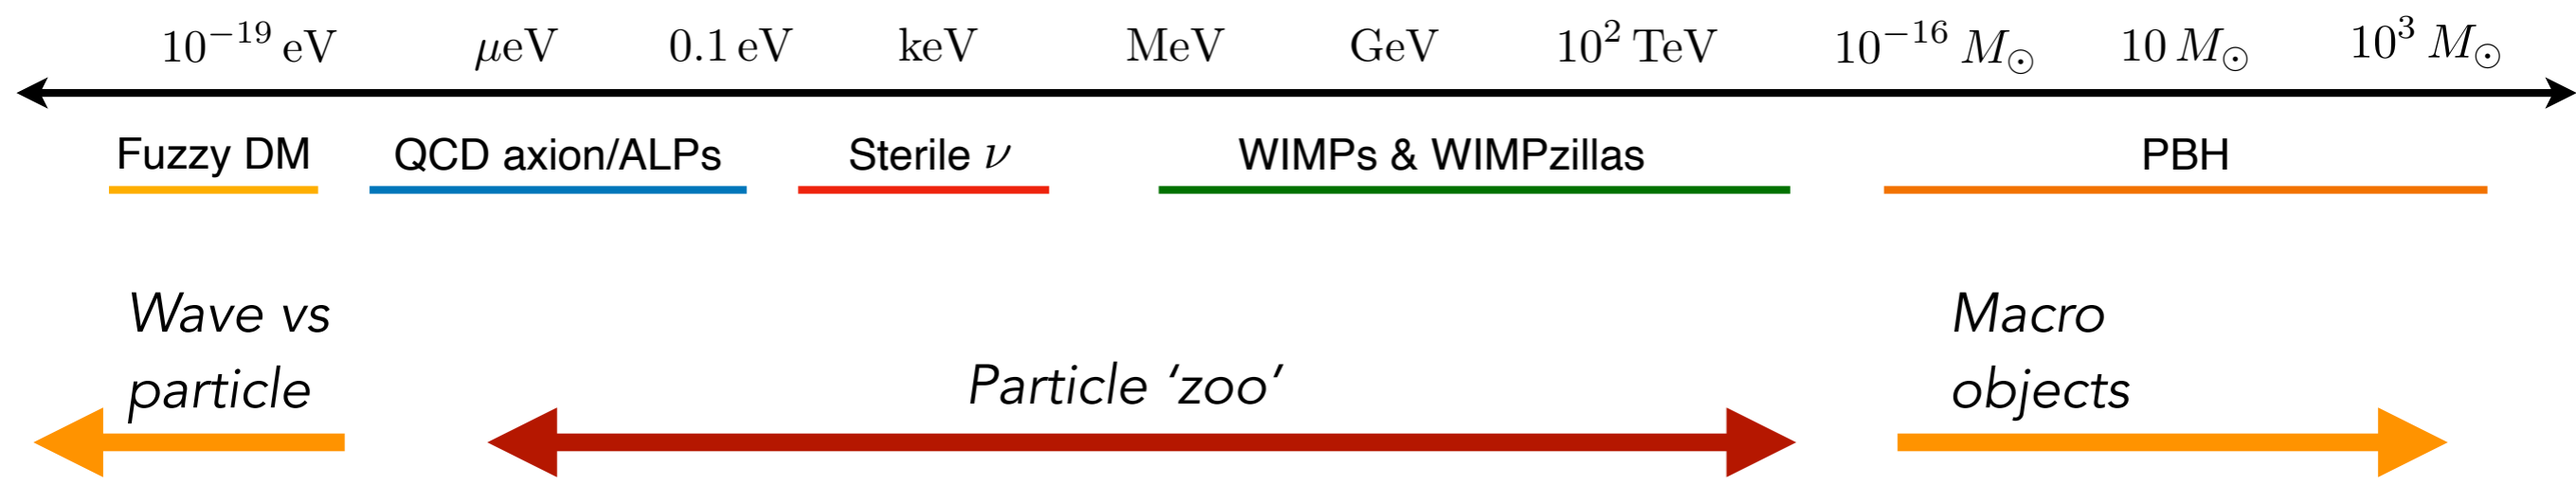 10⁻¹⁹ eV μeV 0.1 eV keV MeV GeV 10² TeV 10⁻¹⁶ M☉ 10 M☉ 10³ M☉
Fuzzy DM QCD axion/ALPs Sterile ν WIMPs & WIMPzillas PBH
Wave vs
particle
Particle ‘zoo’
Macro
objects